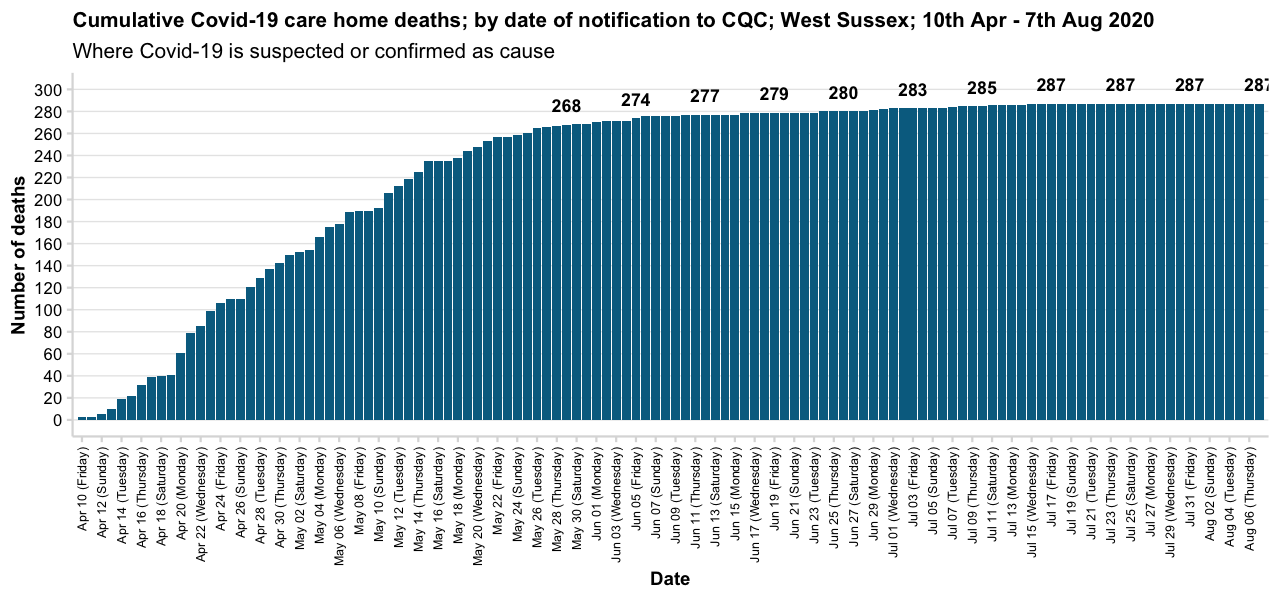 Cumulative Covid-19 care home deaths; by date of notification to CQC; West Sussex; 10th Apr - 7th Aug 2020
Where Covid-19 is suspected or confirmed as cause
Number of deaths
300
280
260
240
220
200
180
160
140
120
100
80
60
40
20
0
268
274
277
279
280
283
285
287
287
287
287
Apr 10 (Friday)
Apr 12 (Sunday)
Apr 14 (Tuesday)
Apr 16 (Thursday)
Apr 18 (Saturday)
Apr 20 (Monday)
Apr 22 (Wednesday)
Apr 24 (Friday)
Apr 26 (Sunday)
Apr 28 (Tuesday)
Apr 30 (Thursday)
May 02 (Saturday)
May 04 (Monday)
May 06 (Wednesday)
May 08 (Friday)
May 10 (Sunday)
May 12 (Tuesday)
May 14 (Thursday)
May 16 (Saturday)
May 18 (Monday)
May 20 (Wednesday)
May 22 (Friday)
May 24 (Sunday)
May 26 (Tuesday)
May 28 (Thursday)
May 30 (Saturday)
Jun 01 (Monday)
Jun 03 (Wednesday)
Jun 05 (Friday)
Jun 07 (Sunday)
Jun 09 (Tuesday)
Jun 11 (Thursday)
Jun 13 (Saturday)
Jun 15 (Monday)
Jun 17 (Wednesday)
Jun 19 (Friday)
Jun 21 (Sunday)
Jun 23 (Tuesday)
Jun 25 (Thursday)
Jun 27 (Saturday)
Jun 29 (Monday)
Jul 01 (Wednesday)
Jul 03 (Friday)
Jul 05 (Sunday)
Jul 07 (Tuesday)
Jul 09 (Thursday)
Jul 11 (Saturday)
Jul 13 (Monday)
Jul 15 (Wednesday)
Jul 17 (Friday)
Jul 19 (Sunday)
Jul 21 (Tuesday)
Jul 23 (Thursday)
Jul 25 (Saturday)
Jul 27 (Monday)
Jul 29 (Wednesday)
Jul 31 (Friday)
Aug 02 (Sunday)
Aug 04 (Tuesday)
Aug 06 (Thursday)
Date